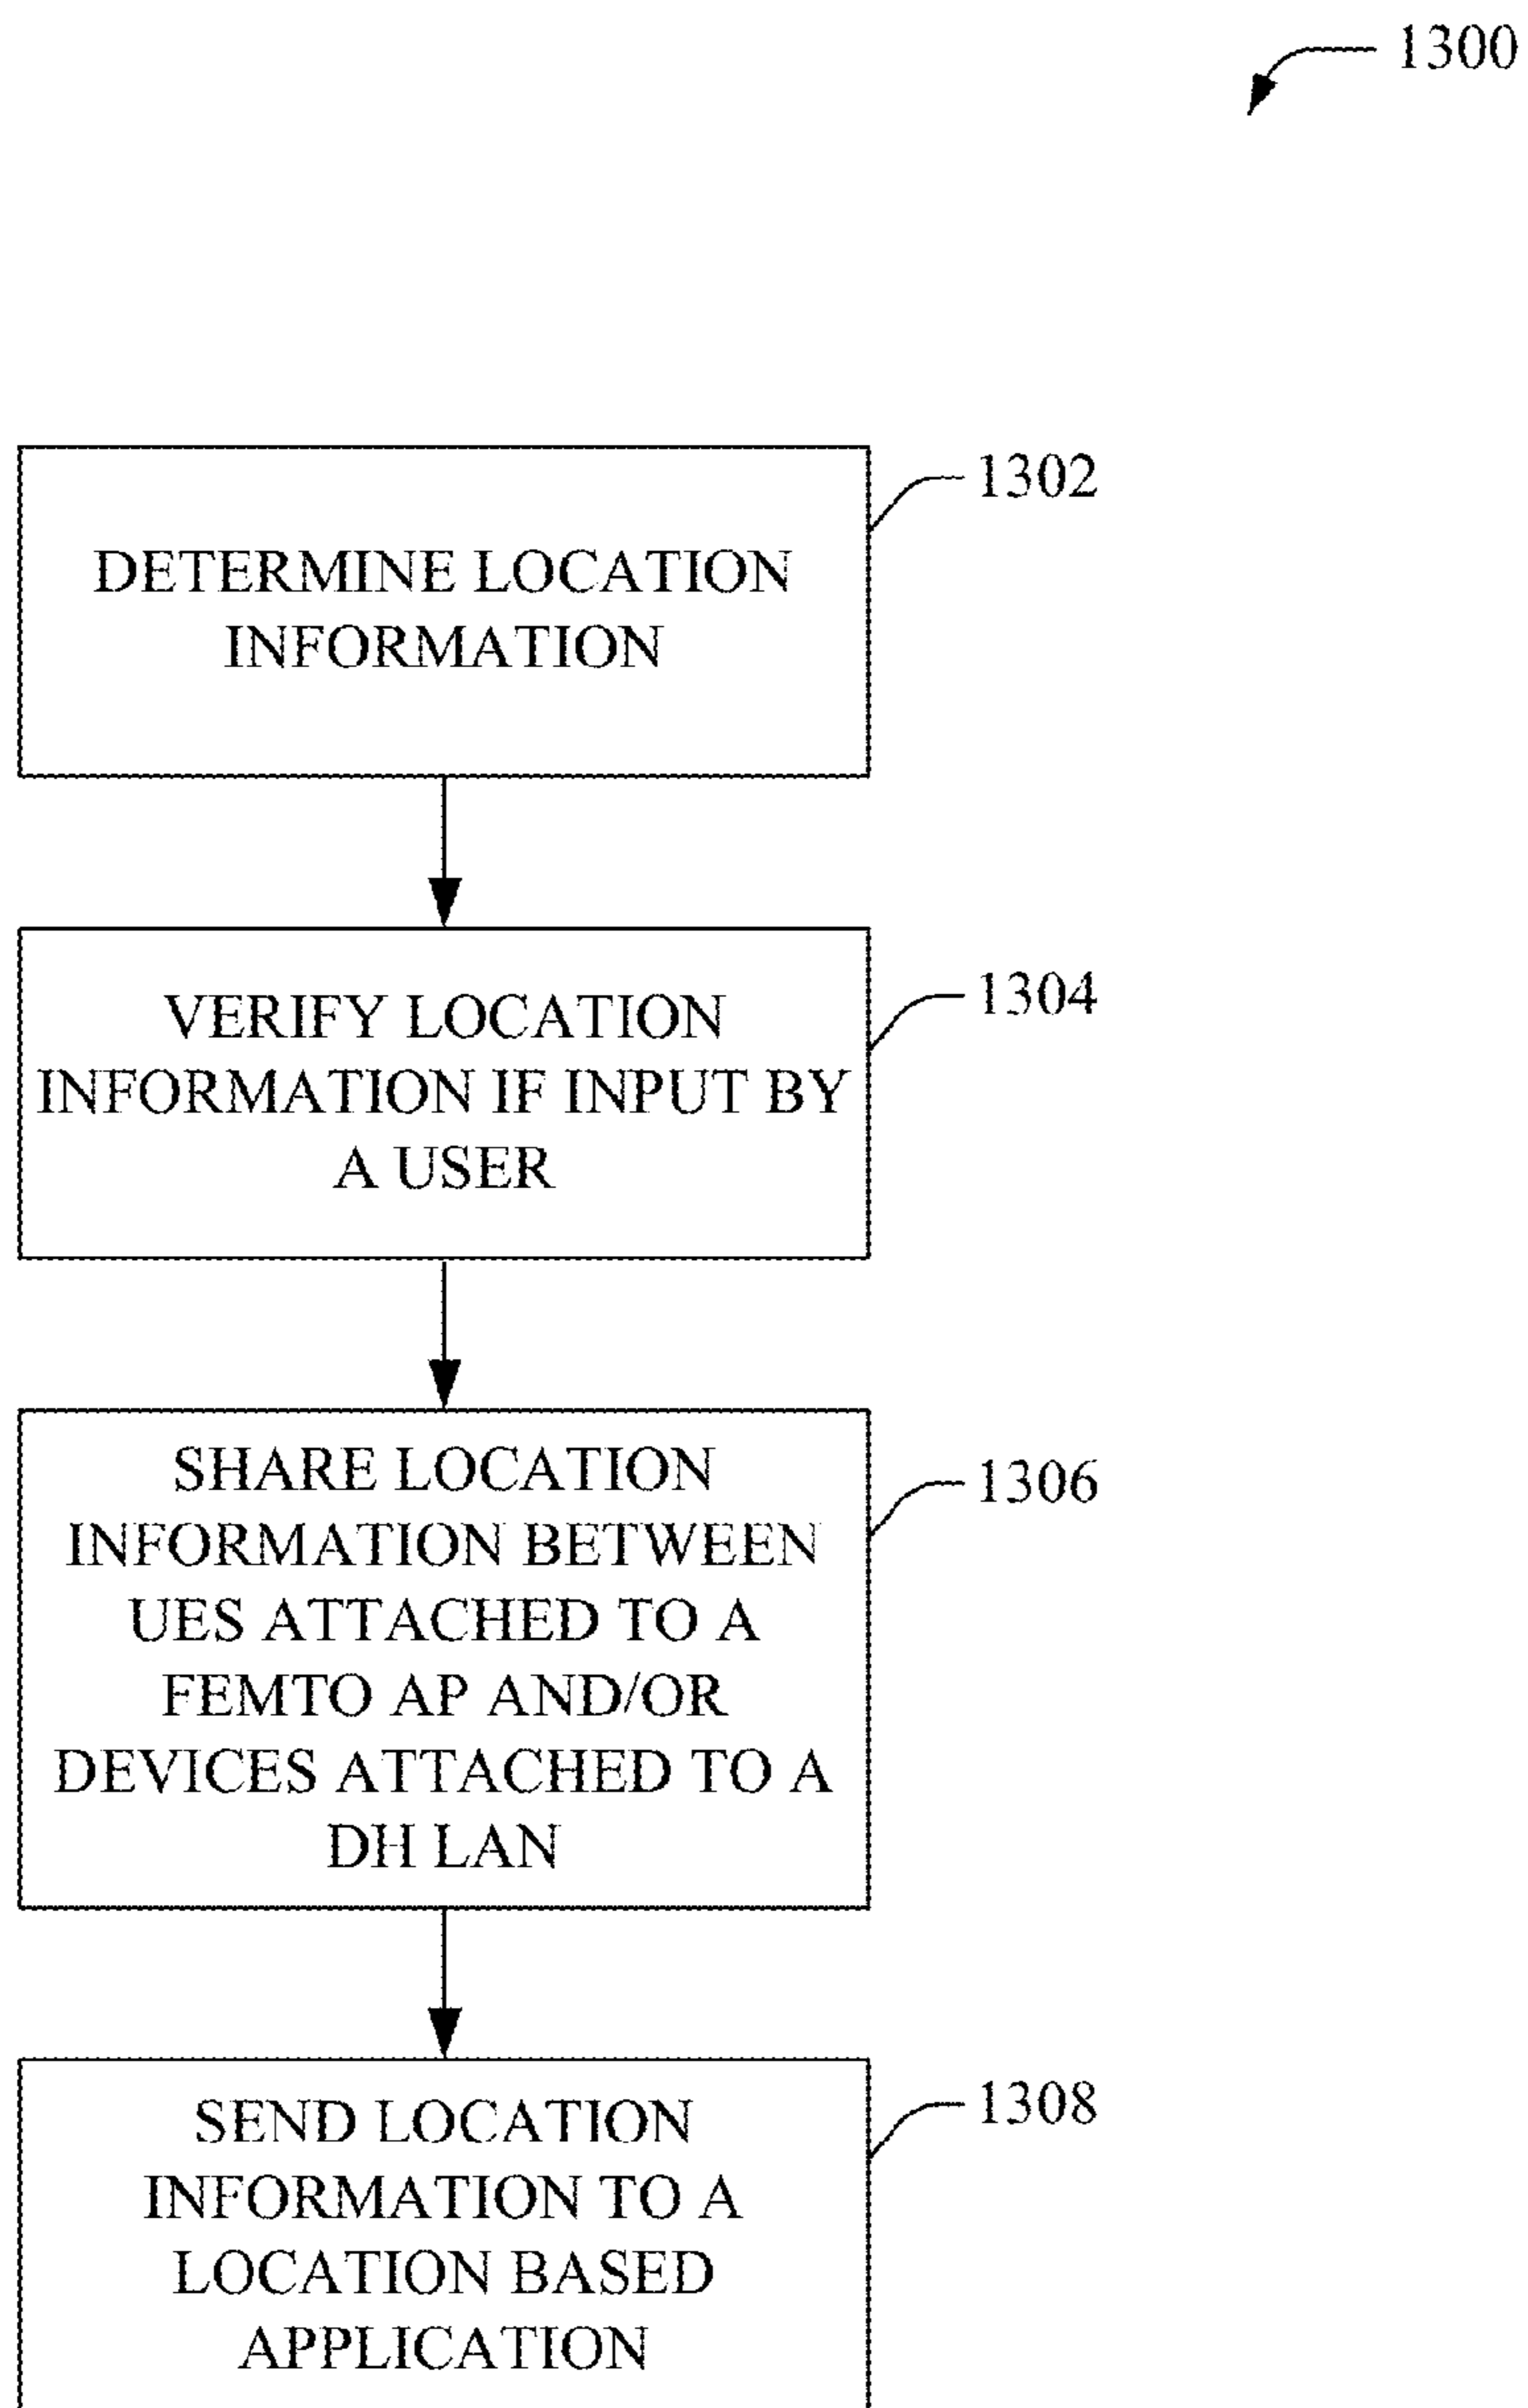 1300
DETERMINE LOCATION
INFORMATION
1302
VERIFY LOCATION
INFORMATION IF INPUT BY
A USER
1304
SHARE LOCATION
INFORMATION BETWEEN
UES ATTACHED TO A
FEMTO AP AND/OR
DEVICES ATTACHED TO A
DH LAN
1306
SEND LOCATION
INFORMATION TO A
LOCATION BASED
APPLICATION
1308